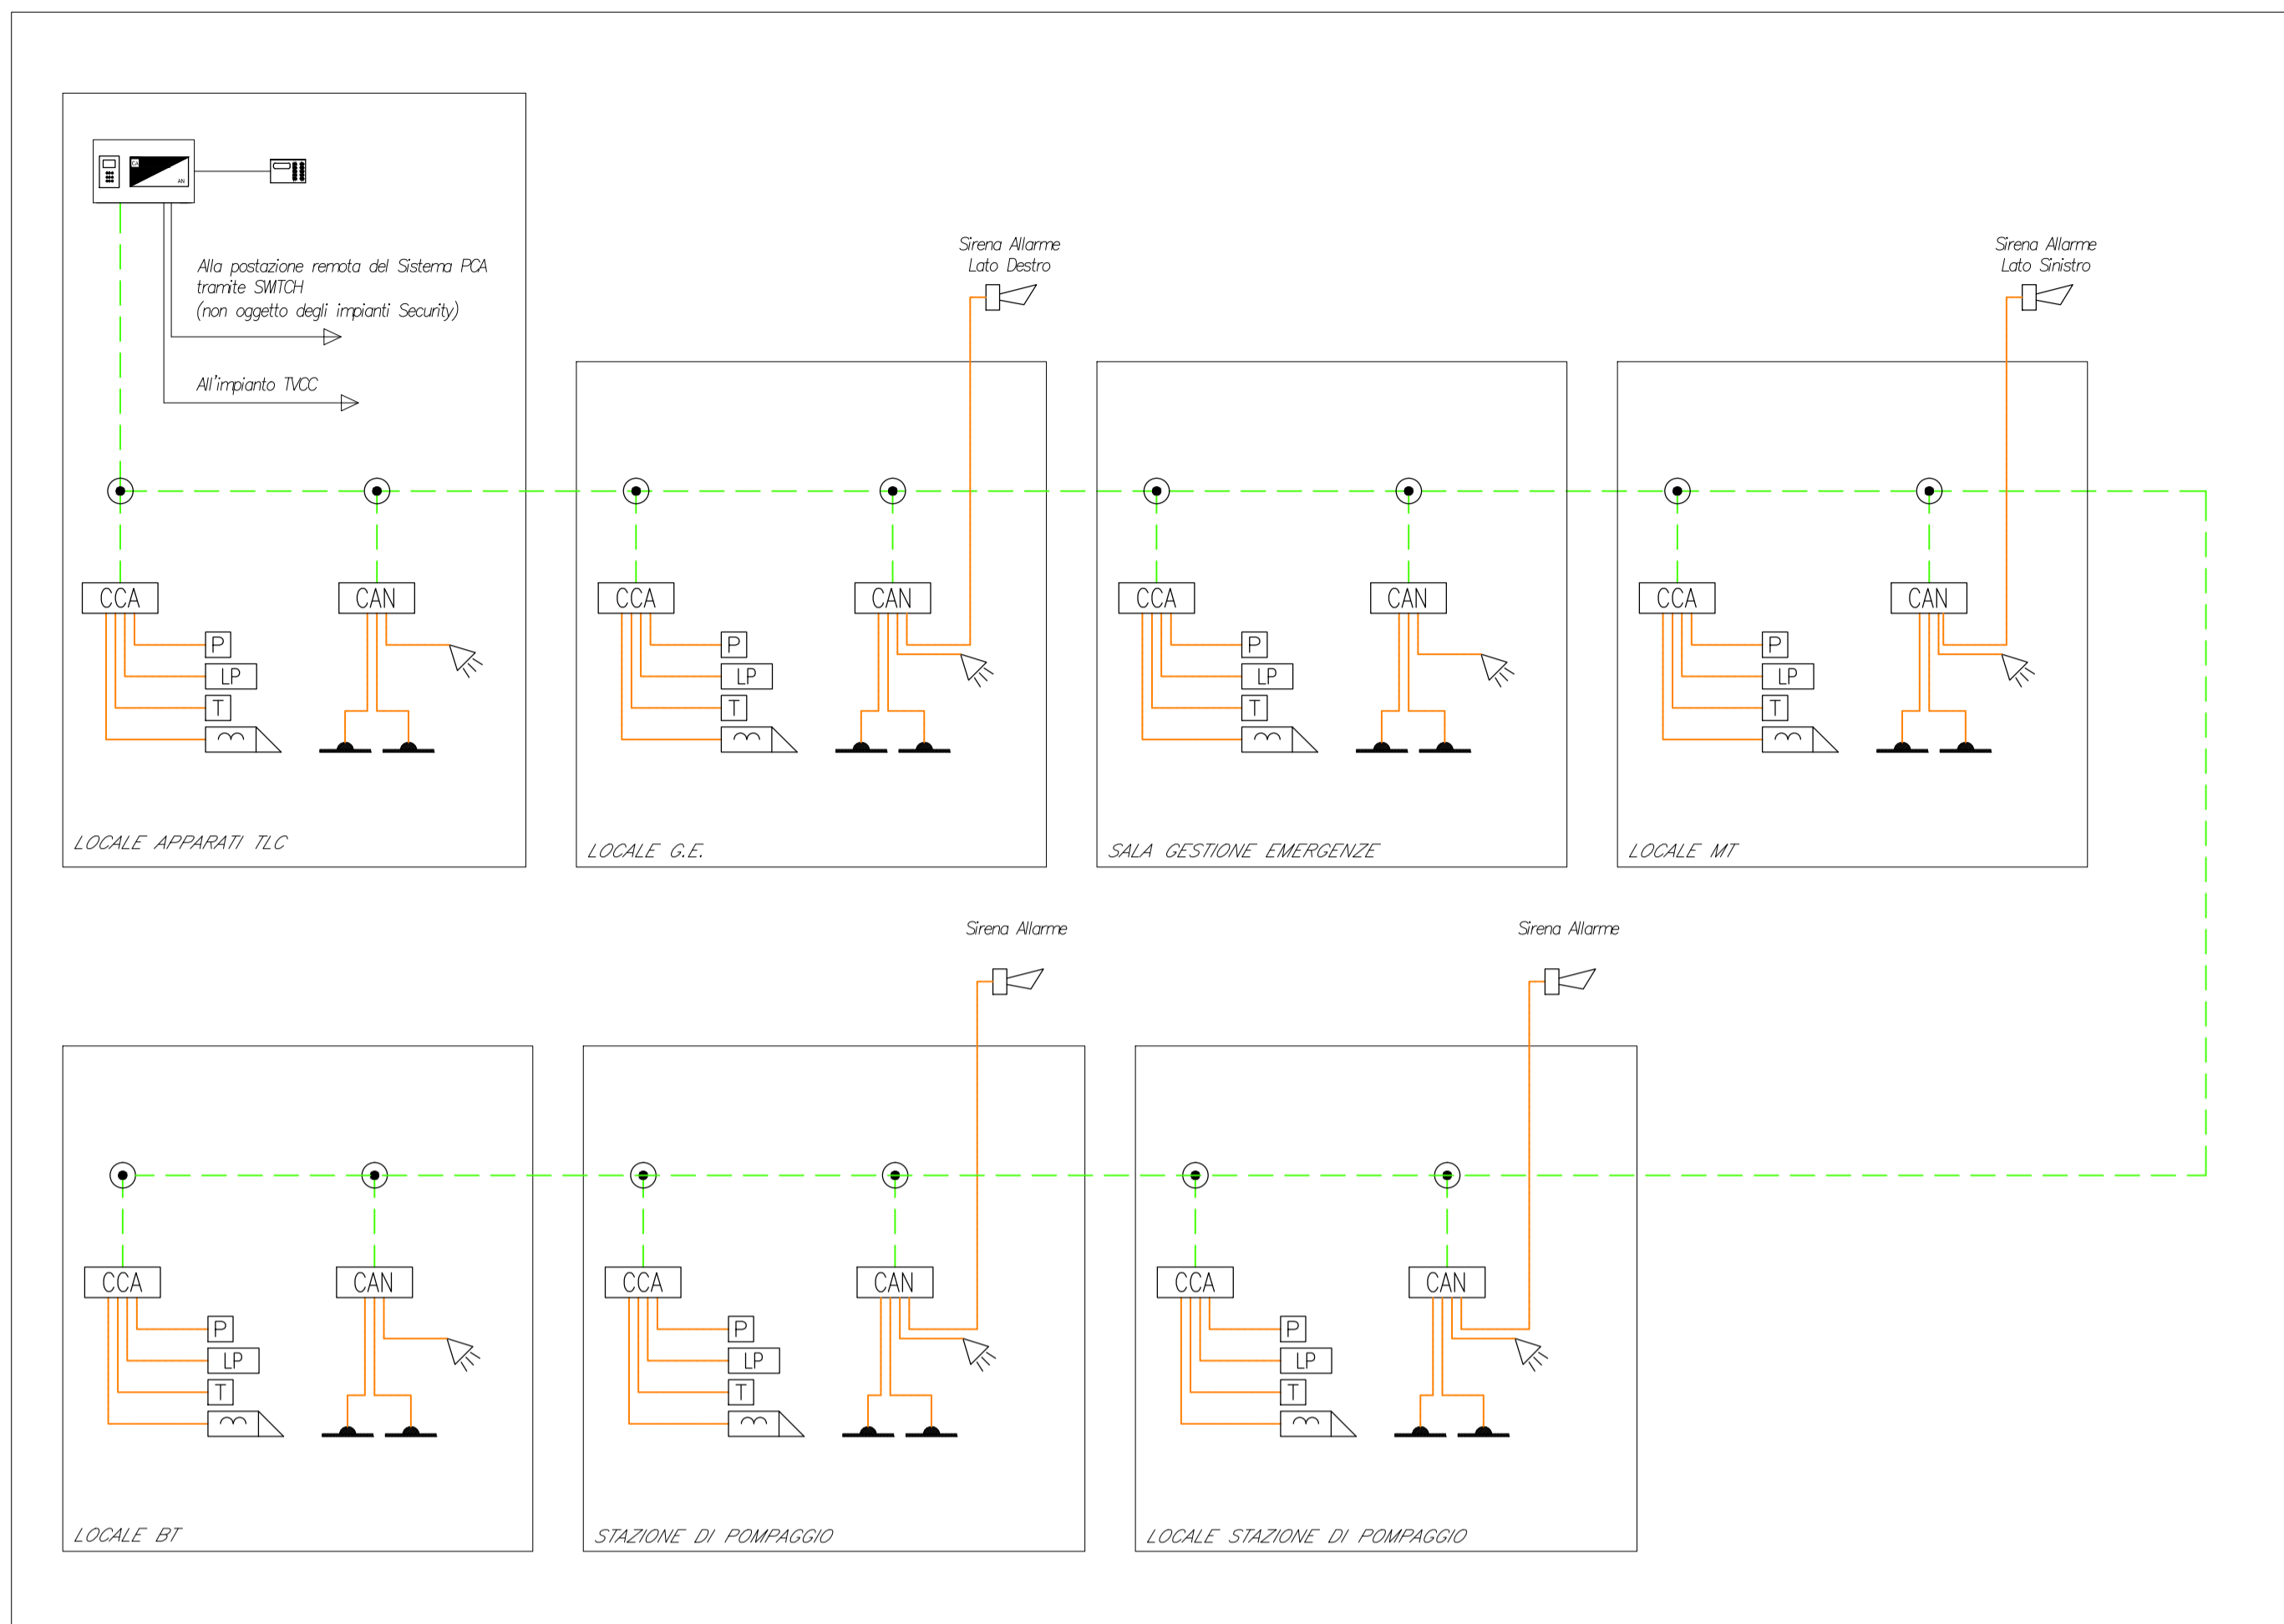 CA
AN
Alla postazione remota del Sistema PCA
tramite SWITCH
(non oggetto degli impianti Security)
All'impianto TVCC
CCA
P
LP
T
CAN
LOCALE APPARATI TLC
Sirena Allarme
Lato Destro
CCA
P
LP
T
CAN
LOCALE G.E.
CCA
P
LP
T
CAN
SALA GESTIONE EMERGENZE
Sirena Allarme
Lato Sinistro
CCA
P
LP
T
CAN
LOCALE MT
CCA
P
LP
T
CAN
LOCALE BT
Sirena Allarme
CCA
P
LP
T
CAN
STAZIONE DI POMPAGGIO
Sirena Allarme
CCA
P
LP
T
CAN
LOCALE STAZIONE DI POMPAGGIO